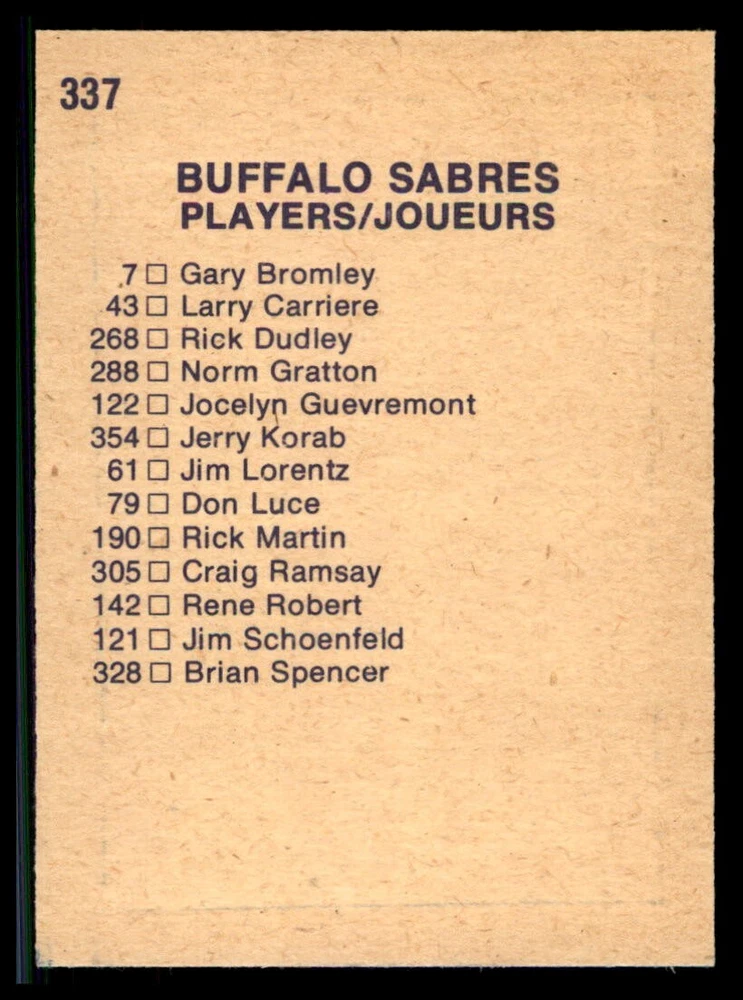 337
BUFFALO SABRES
PLAYERS/JOUEURS
7 □ Gary Bromley
43 □ Larry Carriere
268 □ Rick Dudley
288 □ Norm Gratton
122 □ Jocelyn Guevremont
354 □ Jerry Korab
61 □ Jim Lorentz
79 □ Don Luce
190 □ Rick Martin
305 □ Craig Ramsay
142 □ Rene Robert
121 □ Jim Schoenfeld
328 □ Brian Spencer